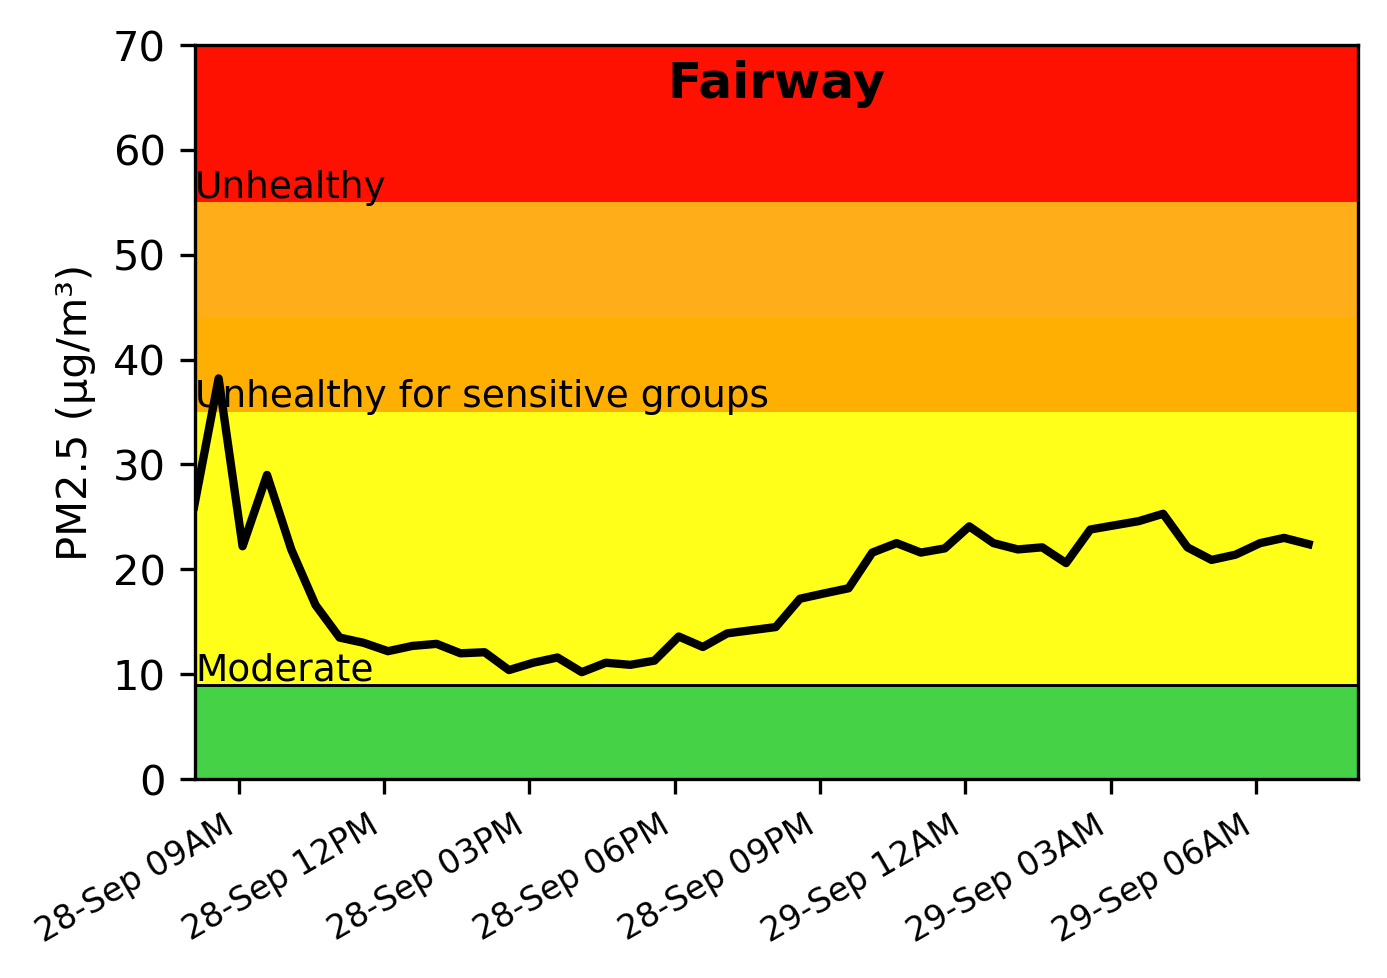 Fairway
PM2.5 (µg/m³)
70
60
50
40
30
20
10
0
Unhealthy
Unhealthy for sensitive groups
Moderate
28-Sep 09AM
28-Sep 12PM
28-Sep 03PM
28-Sep 06PM
28-Sep 09PM
29-Sep 12AM
29-Sep 03AM
29-Sep 06AM